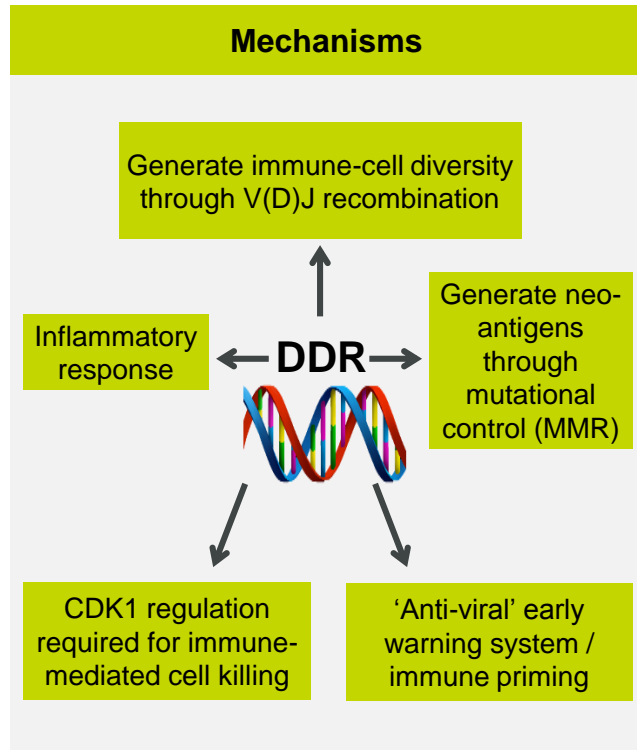 Mechanisms
Generate immune-cell diversity
through V(D)J recombination
Inflammatory
response
DDR
Generate neo-
antigens
through
mutational
control (MMR)
CDK1 regulation
required for immune-
mediated cell killing
‘Anti-viral’ early
warning system /
immune priming